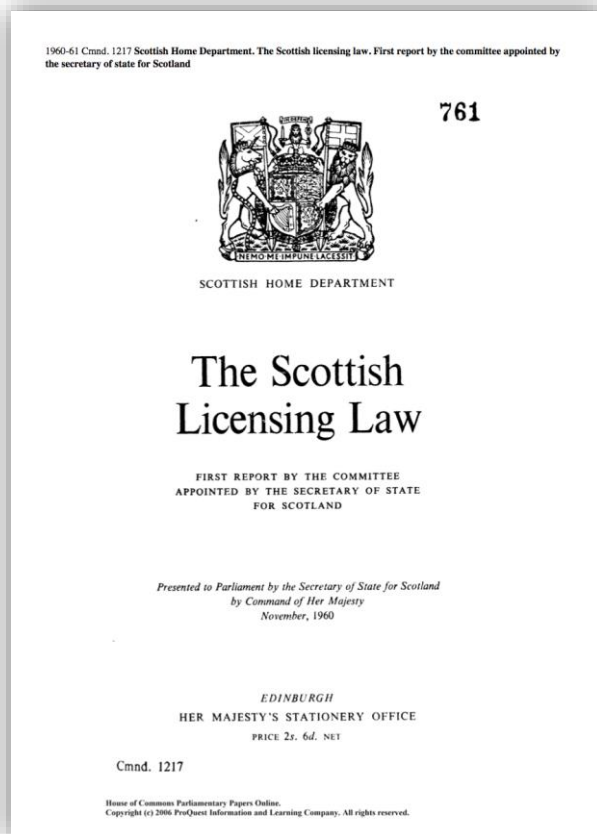 1960-61 Cmnd. 1217 Scottish Home Department. The Scottish licensing law. First report by the committee appointed by
the secretary of state for Scotland
761
NEMO ME IMPUNE LACESSIT
SCOTTISH HOME DEPARTMENT
The Scottish
Licensing Law
FIRST REPORT BY THE COMMITTEE
APPOINTED BY THE SECRETARY OF STATE
FOR SCOTLAND
Presented to Parliament by the Secretary of State for Scotland
by Command of Her Majesty
November, 1960
EDINBURGH
HER MAJESTY'S STATIONERY OFFICE
PRICE 2s. 6d. NET
Cmnd. 1217
House of Commons Parliamentary Papers Online.
Copyright (c) 2006 ProQuest Information and Learning Company. All rights reserved.